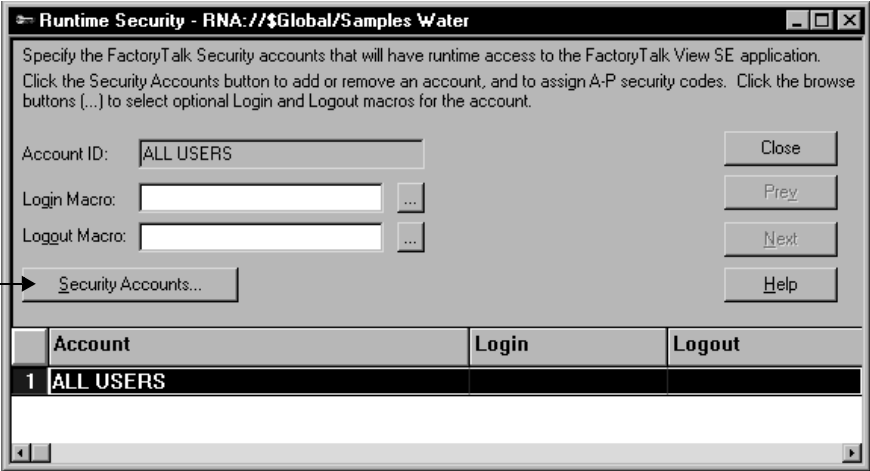 Runtime Security - RNA://$Global/Samples Water
Specify the FactoryTalk Security accounts that will have runtime access to the FactoryTalk View SE application.
Click the Security Accounts button to add or remove an account, and to assign A-P security codes. Click the browse
buttons (...) to select optional Login and Logout macros for the account.
Account ID: ALL USERS
Close
Login Macro: ...
Prev
Logout Macro: ...
Next
Security Accounts...
Help
Account Login Logout
1 ALL USERS